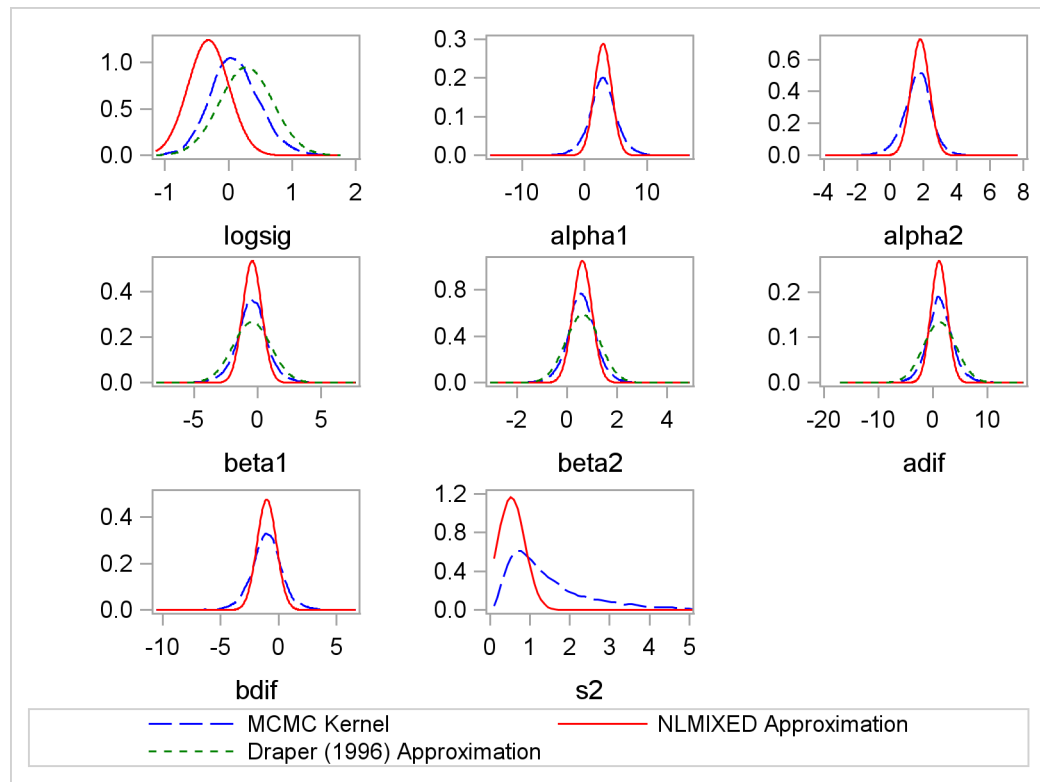 1.0
0.5
0.0
-1 0 1 2
logsig
0.3
0.2
0.1
0.0
-10 0 10
alpha1
0.6
0.4
0.2
0.0
-4 -2 0 2 4 6 8
alpha2
0.4
0.2
0.0
-5 0 5
beta1
0.8
0.4
0.0
-2 0 2 4
beta2
0.2
0.1
0.0
-20 -10 0 10
adif
0.4
0.2
0.0
-10 -5 0 5
bdif
1.2
0.8
0.4
0.0
0 1 2 3 4 5
s2
MCMC Kernel
NLMIXED Approximation
Draper (1996) Approximation